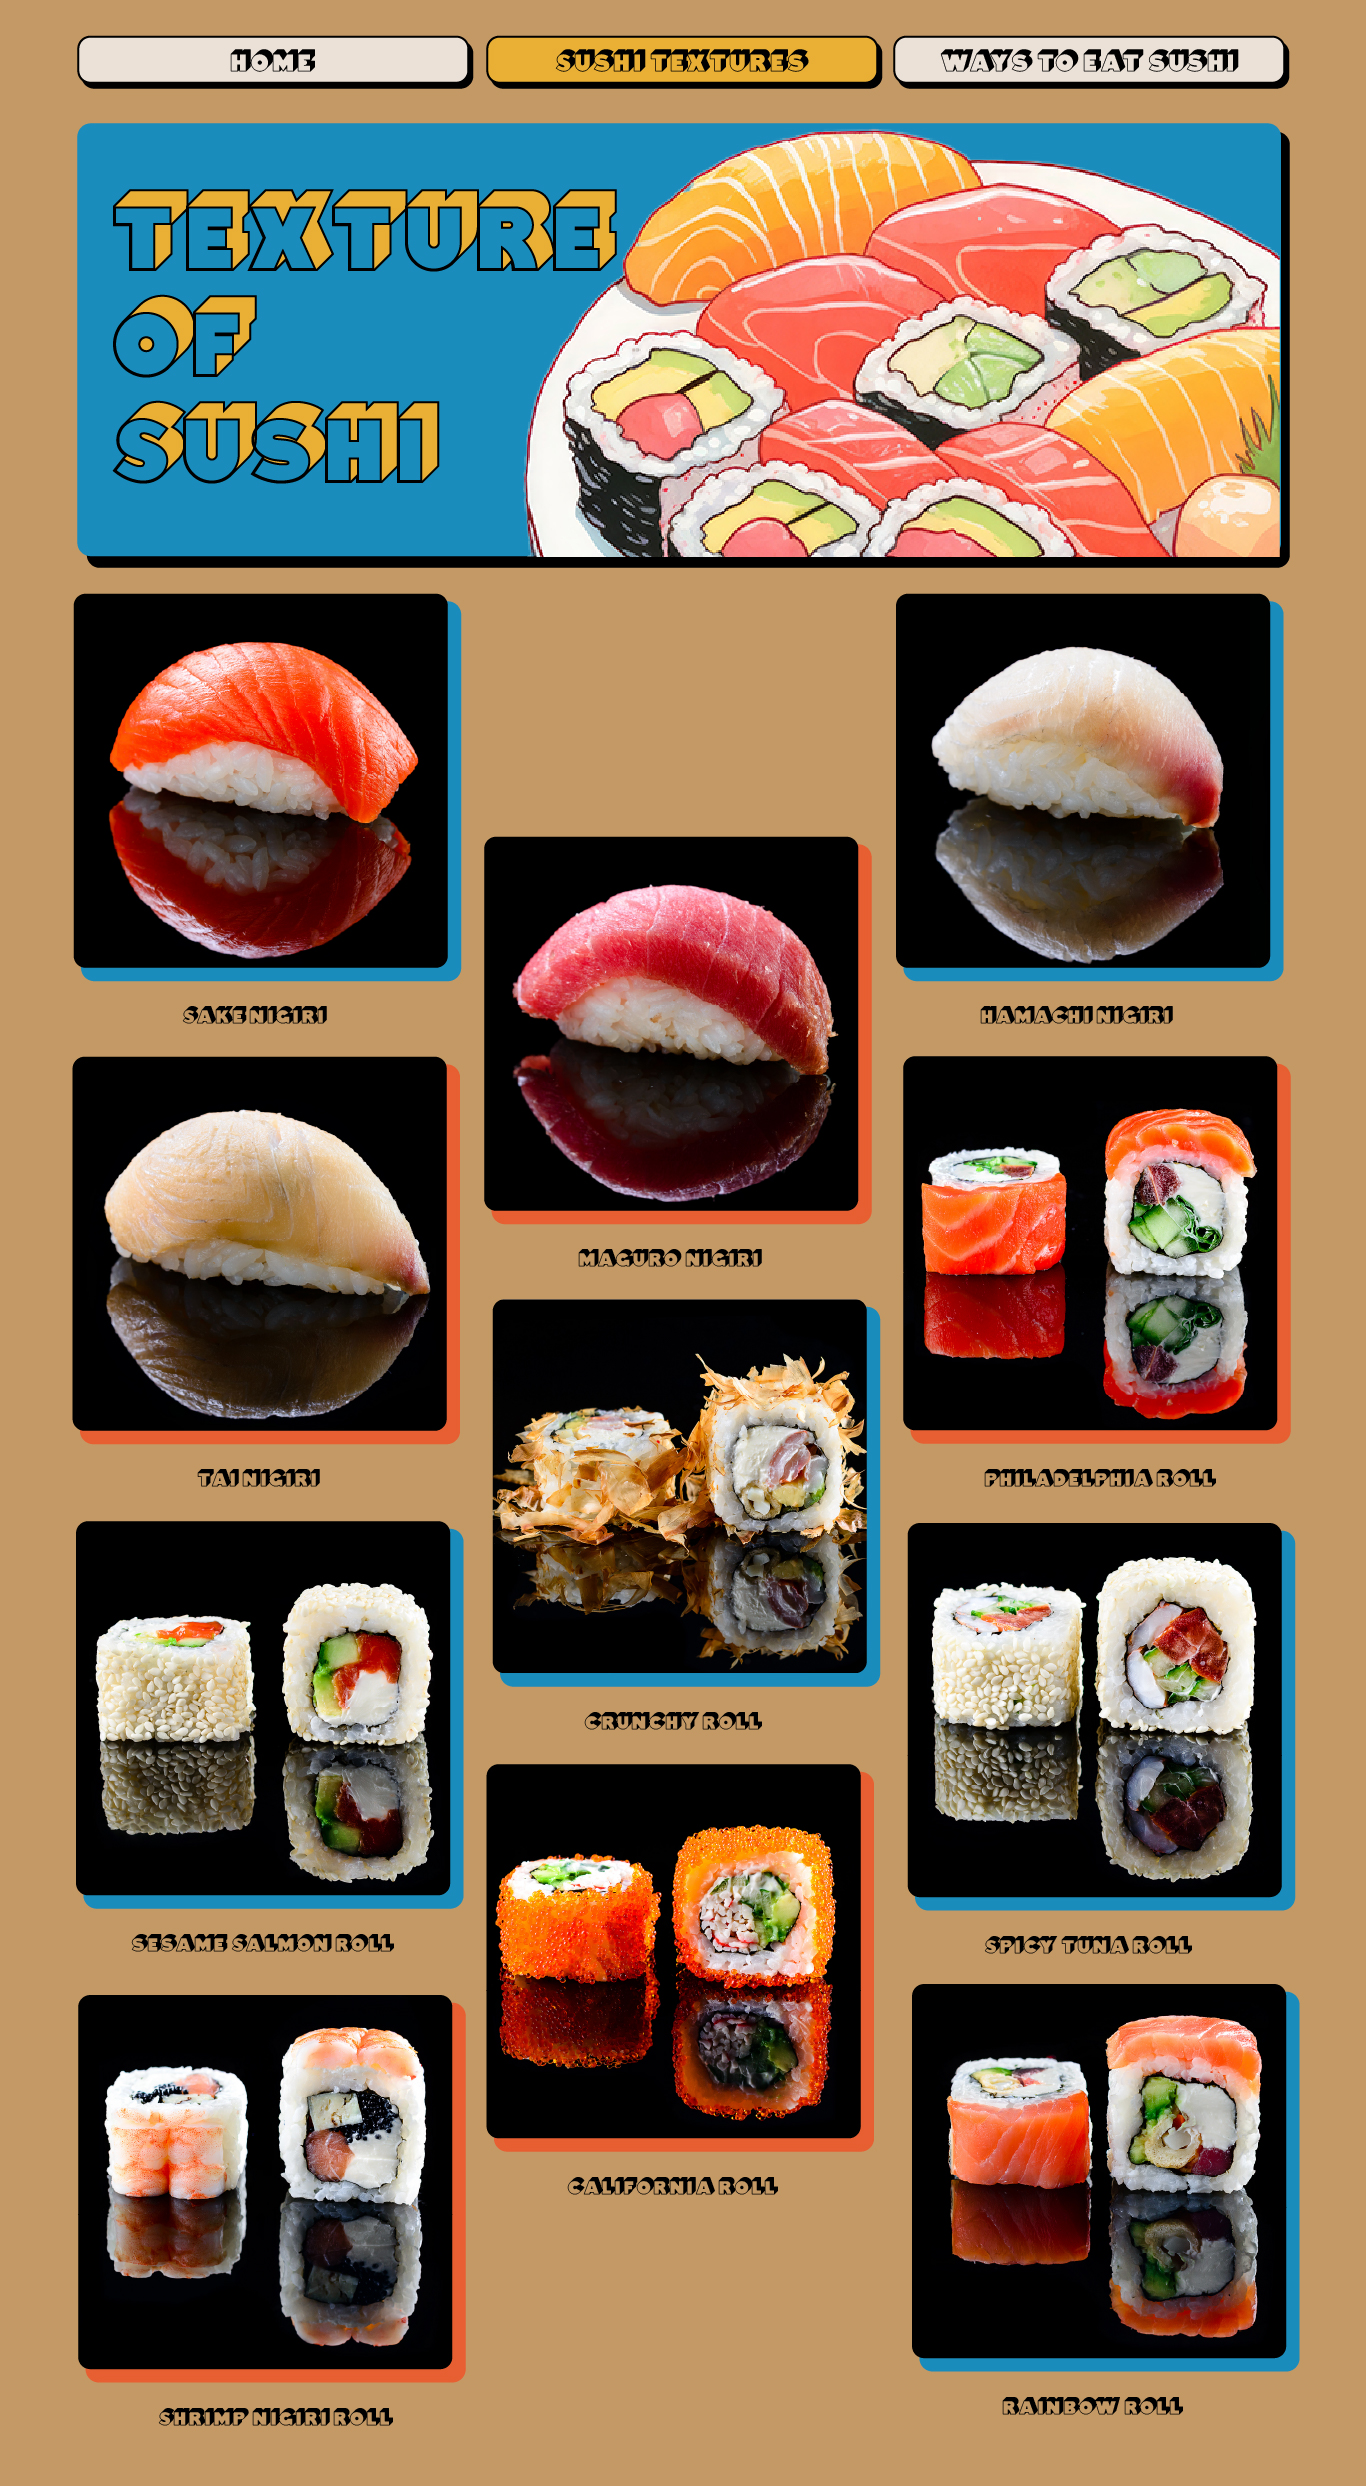 HOME
SUSHI TEXTURES
WAYS TO EAT SUSHI
TEXTURE
OF
SUSHI
SAKE NIGIRI
HAMACHI NIGIRI
MAGURO NIGIRI
TAI NIGIRI
PHILADELPHIA ROLL
CRUNCHY ROLL
SESAME SALMON ROLL
SPICY TUNA ROLL
CALIFORNIA ROLL
SHRIMP NIGIRI ROLL
RAINBOW ROLL